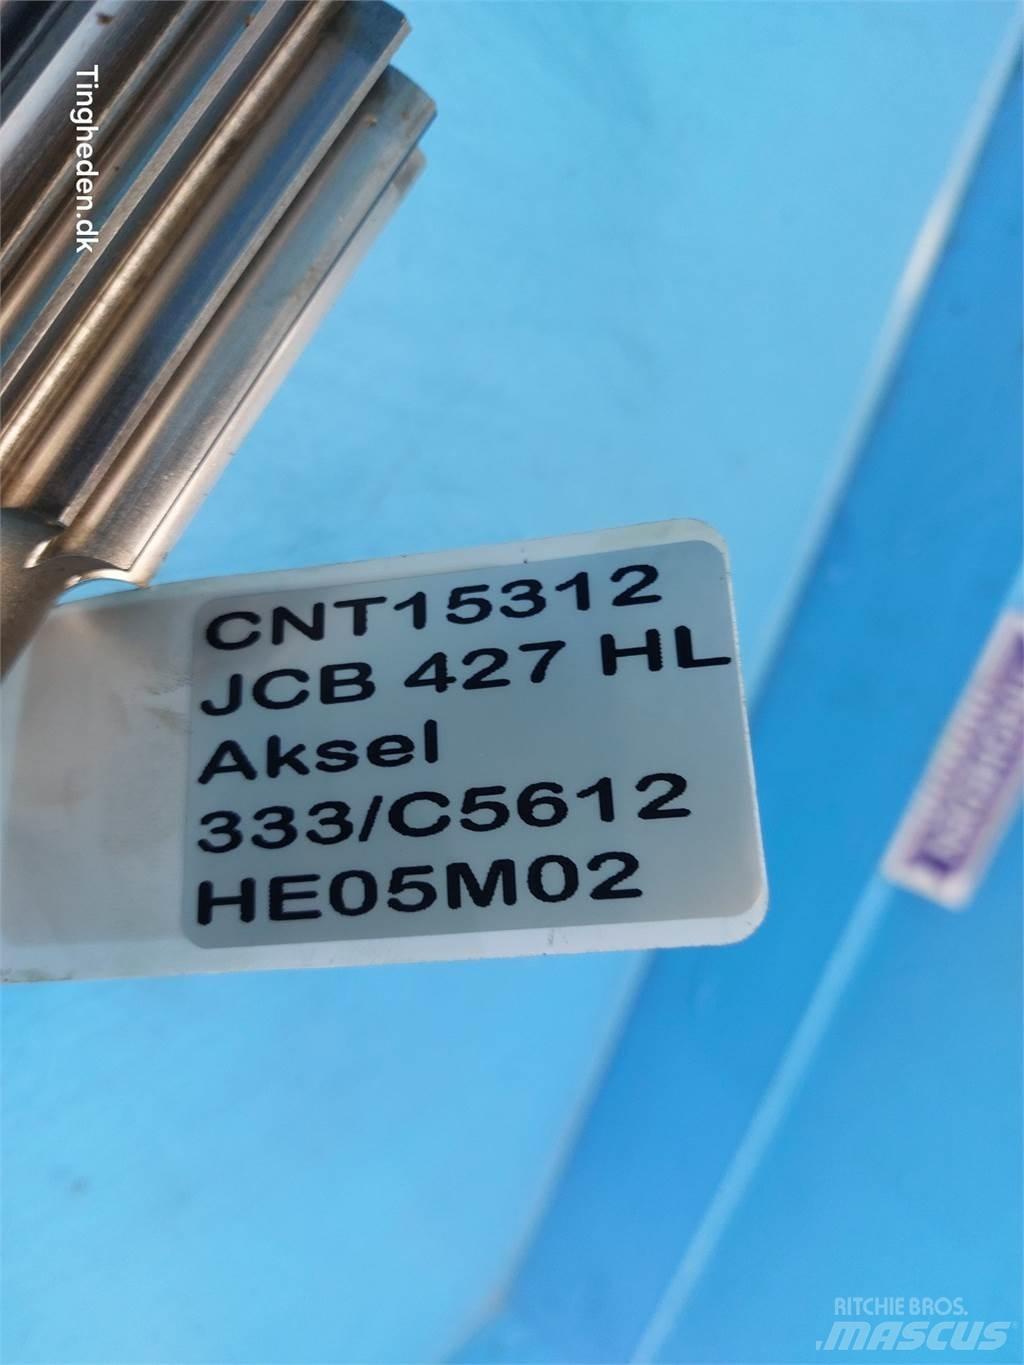 Tingheden.dk
CNT15312
JCB 427 HL
Aksel
333/C5612
HE05M02
RITCHIE BROS.
MASCUS